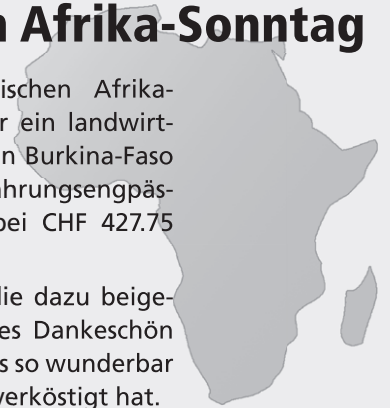 n Afrika-Sonntag
ischen Afrika-
r ein landwirt-
n Burkina-Faso
ahrungsengpäs-
bei CHF 427.75
die dazu beige-
es Dankeschön
s so wunderbar
verköstigt hat.